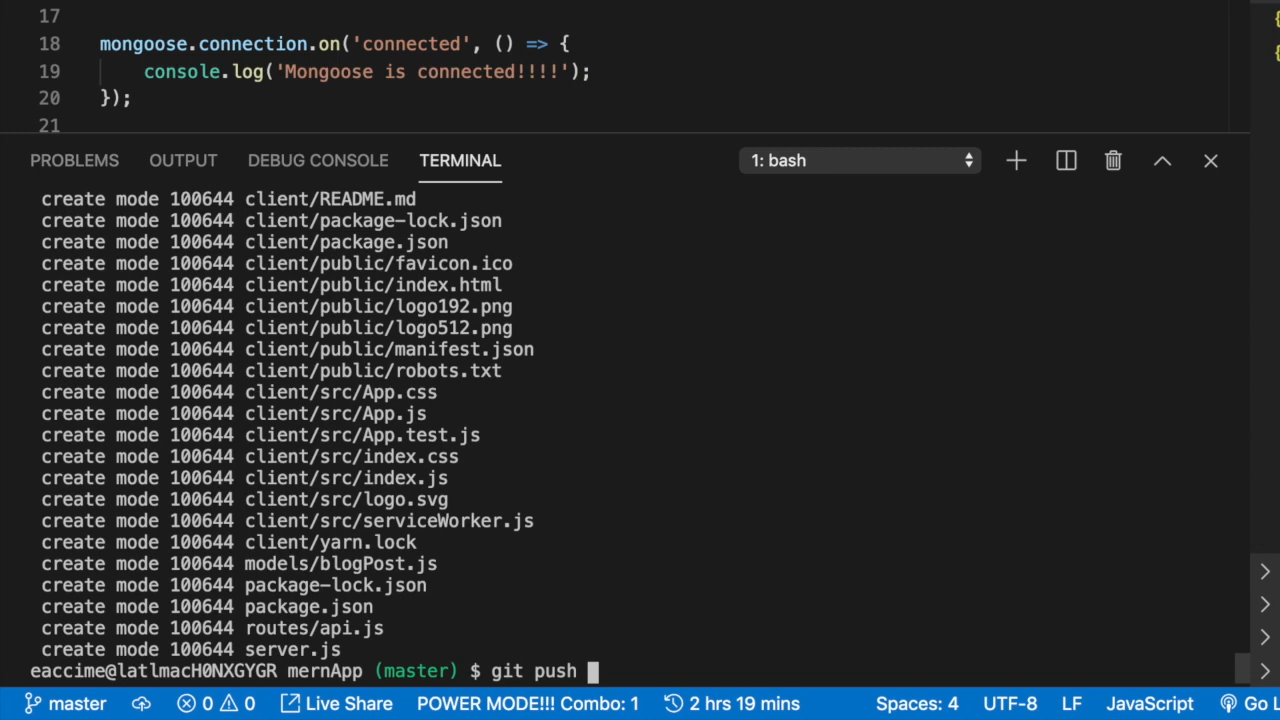 17
18 mongoose.connection.on('connected', () => {
19 console.log('Mongoose is connected!!!!');
20 });
21
PROBLEMS OUTPUT DEBUG CONSOLE TERMINAL 1: bash
create mode 100644 client/README.md
create mode 100644 client/package-lock.json
create mode 100644 client/package.json
create mode 100644 client/public/favicon.ico
create mode 100644 client/public/index.html
create mode 100644 client/public/logo192.png
create mode 100644 client/public/logo512.png
create mode 100644 client/public/manifest.json
create mode 100644 client/public/robots.txt
create mode 100644 client/src/App.css
create mode 100644 client/src/App.js
create mode 100644 client/src/App.test.js
create mode 100644 client/src/index.css
create mode 100644 client/src/index.js
create mode 100644 client/src/logo.svg
create mode 100644 client/src/serviceWorker.js
create mode 100644 client/yarn.lock
create mode 100644 models/blogPost.js
create mode 100644 package-lock.json
create mode 100644 package.json
create mode 100644 routes/api.js
create mode 100644 server.js
eaccime@latlmacH0NXGYGR mernApp (master) $ git push
master 0 0 Live Share POWER MODE!!! Combo: 1 2 hrs 19 mins Spaces: 4 UTF-8 LF JavaScript Go L